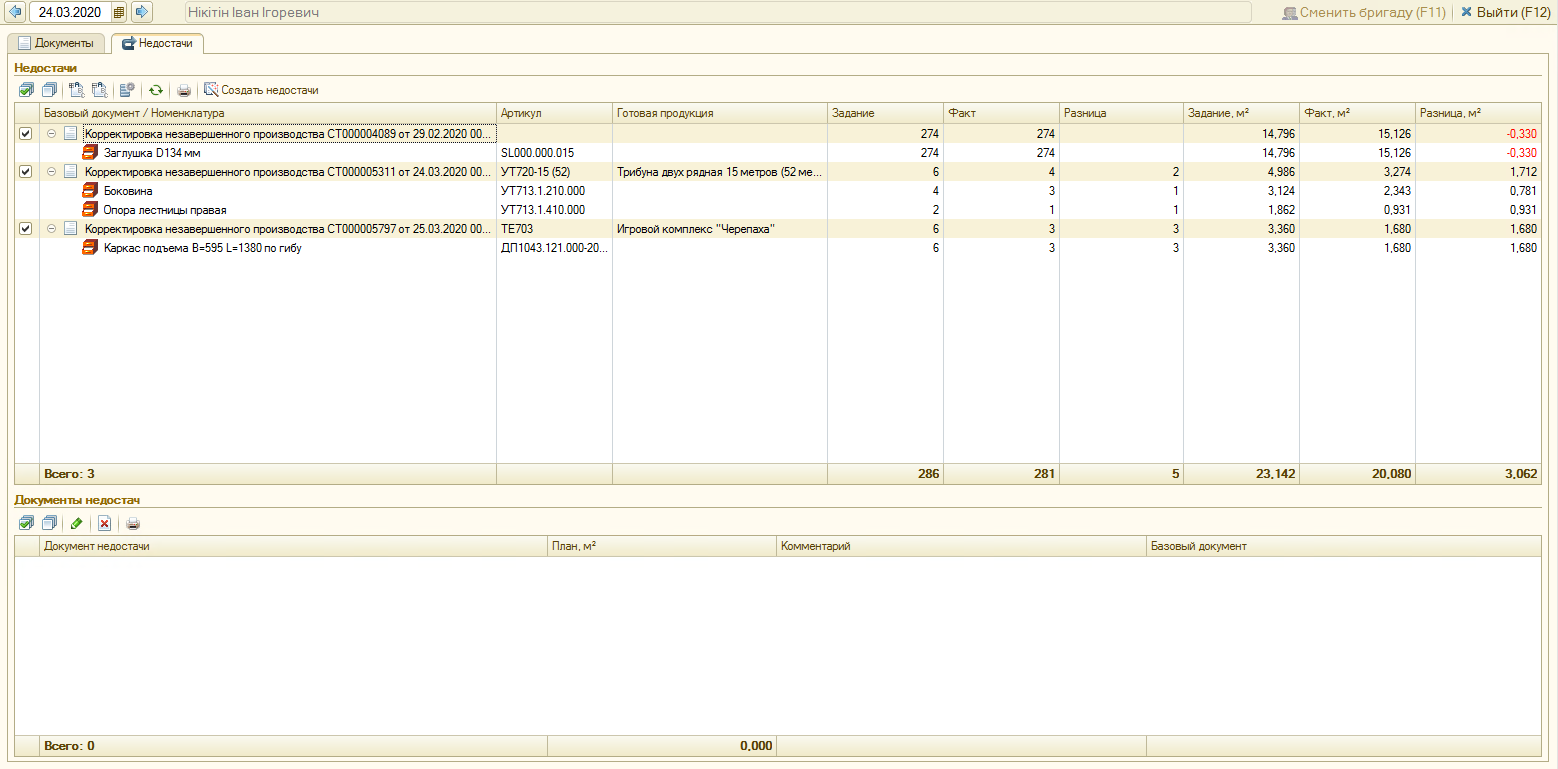 24.03.2020 Нікітін Іван Ігоревич Сменить бригаду (F11) Выйти (F12)
Документы Недостачи
Недостачи
Создать недостачи
Базовый документ / Номенклатура Артикул Готовая продукция Задание Факт Разница Задание, м² Факт, м² Разница, м²
Корректировка незавершенного производства СТ000004089 от 29.02.2020 00... 274 274 14,796 15,126 -0,330
Заглушка D134 мм SL000.000.015 274 274 14,796 15,126 -0,330
Корректировка незавершенного производства СТ000005311 от 24.03.2020 00... УТ720-15 (52) Трибуна двух рядная 15 метров (52 ме... 6 4 2 4,986 3,274 1,712
Боковина УТ713.1.210.000 4 3 1 3,124 2,343 0,781
Опора лестницы правая УТ713.1.410.000 2 1 1 1,862 0,931 0,931
Корректировка незавершенного производства СТ000005797 от 25.03.2020 00... ТЕ703 Игровой комплекс "Черепаха" 6 3 3 3,360 1,680 1,680
Каркас подъема В=595 L=1380 по гибу ДП1043.121.000-20... 6 3 3 3,360 1,680 1,680
Всего: 3 286 281 5 23,142 20,080 3,062
Документы недостач
Документ недостачи План, м² Комментарий Базовый документ
Всего: 0 0,000